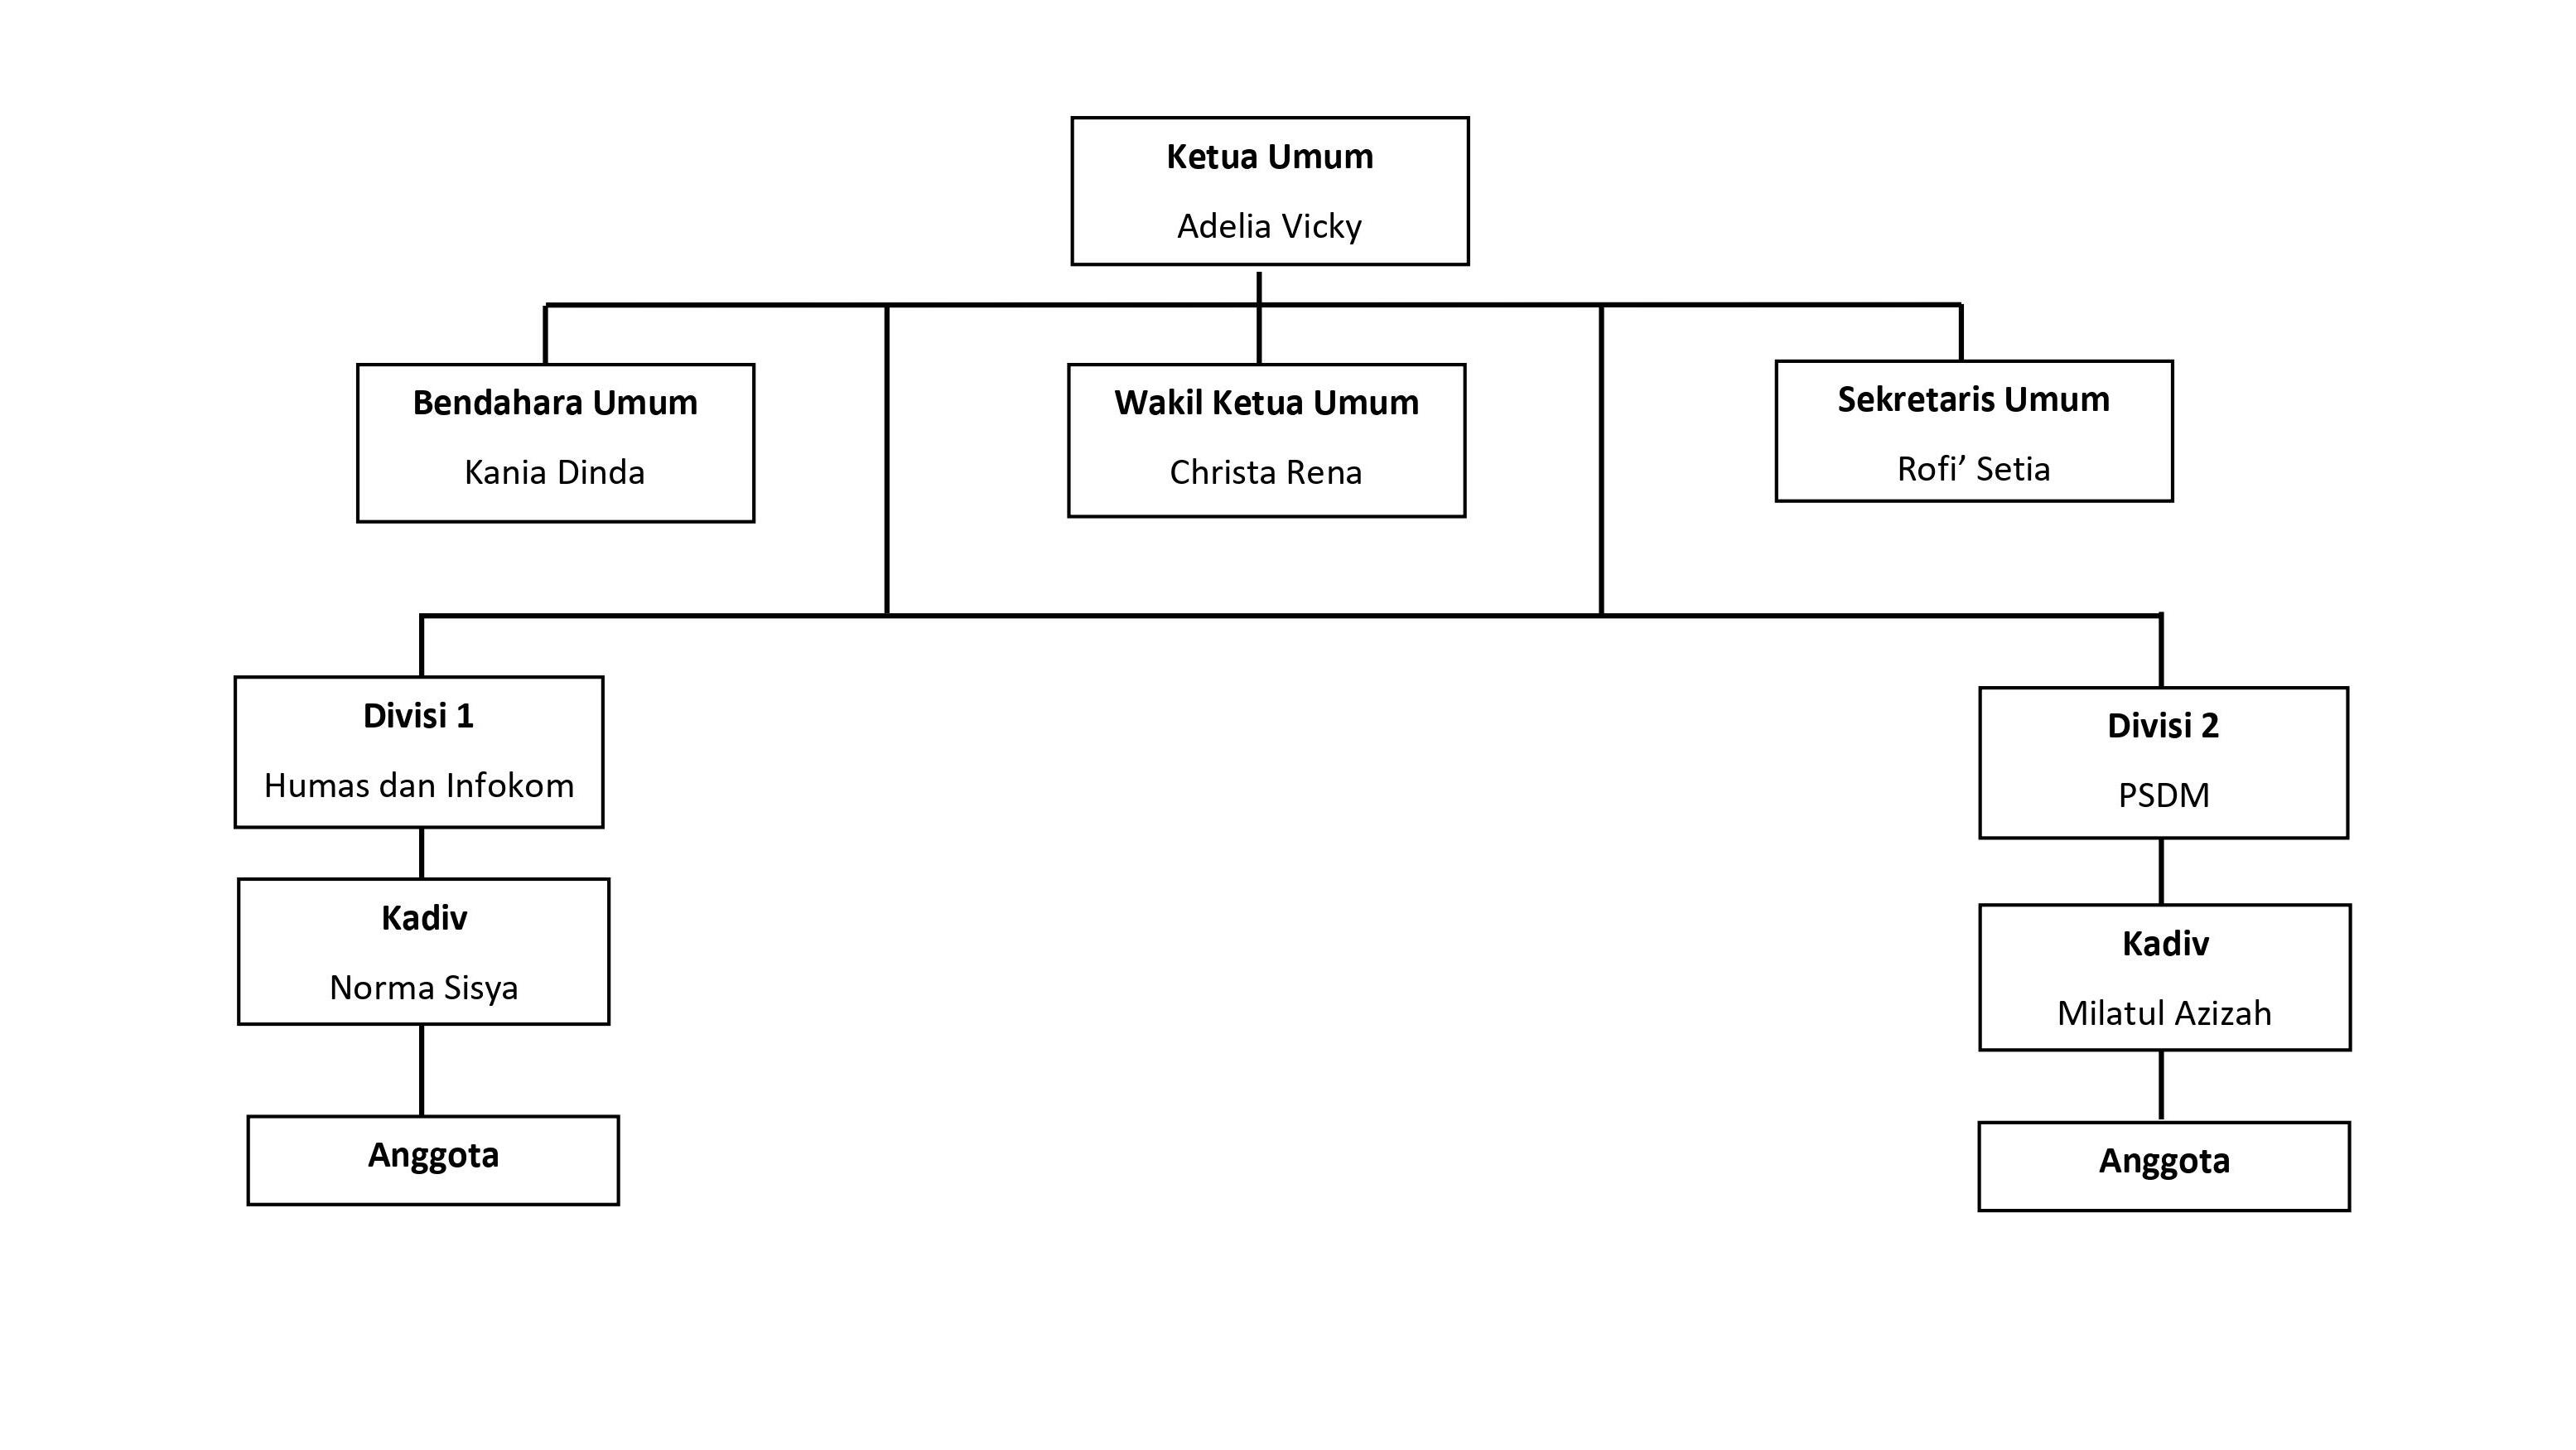 Ketua Umum
Adelia Vicky
Bendahara Umum
Kania Dinda
Wakil Ketua Umum
Christa Rena
Sekretaris Umum
Rofi’ Setia
Divisi 1
Humas dan Infokom
Divisi 2
PSDM
Kadiv
Norma Sisya
Kadiv
Milatul Azizah
Anggota
Anggota